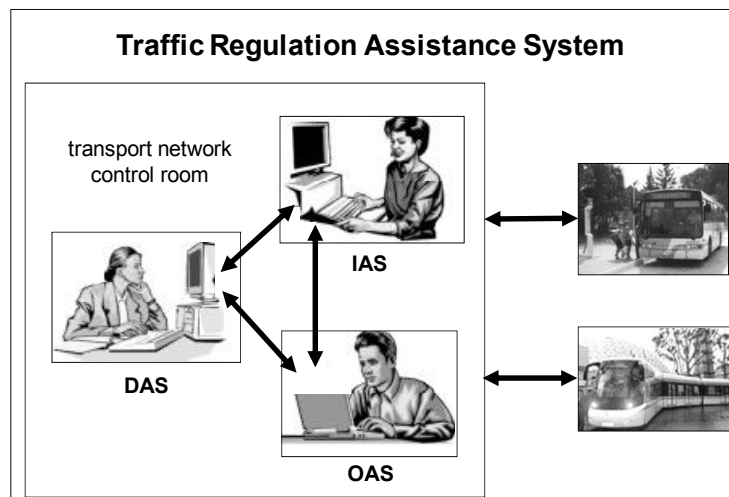 Traffic Regulation Assistance System
transport network
control room
IAS
DAS
OAS